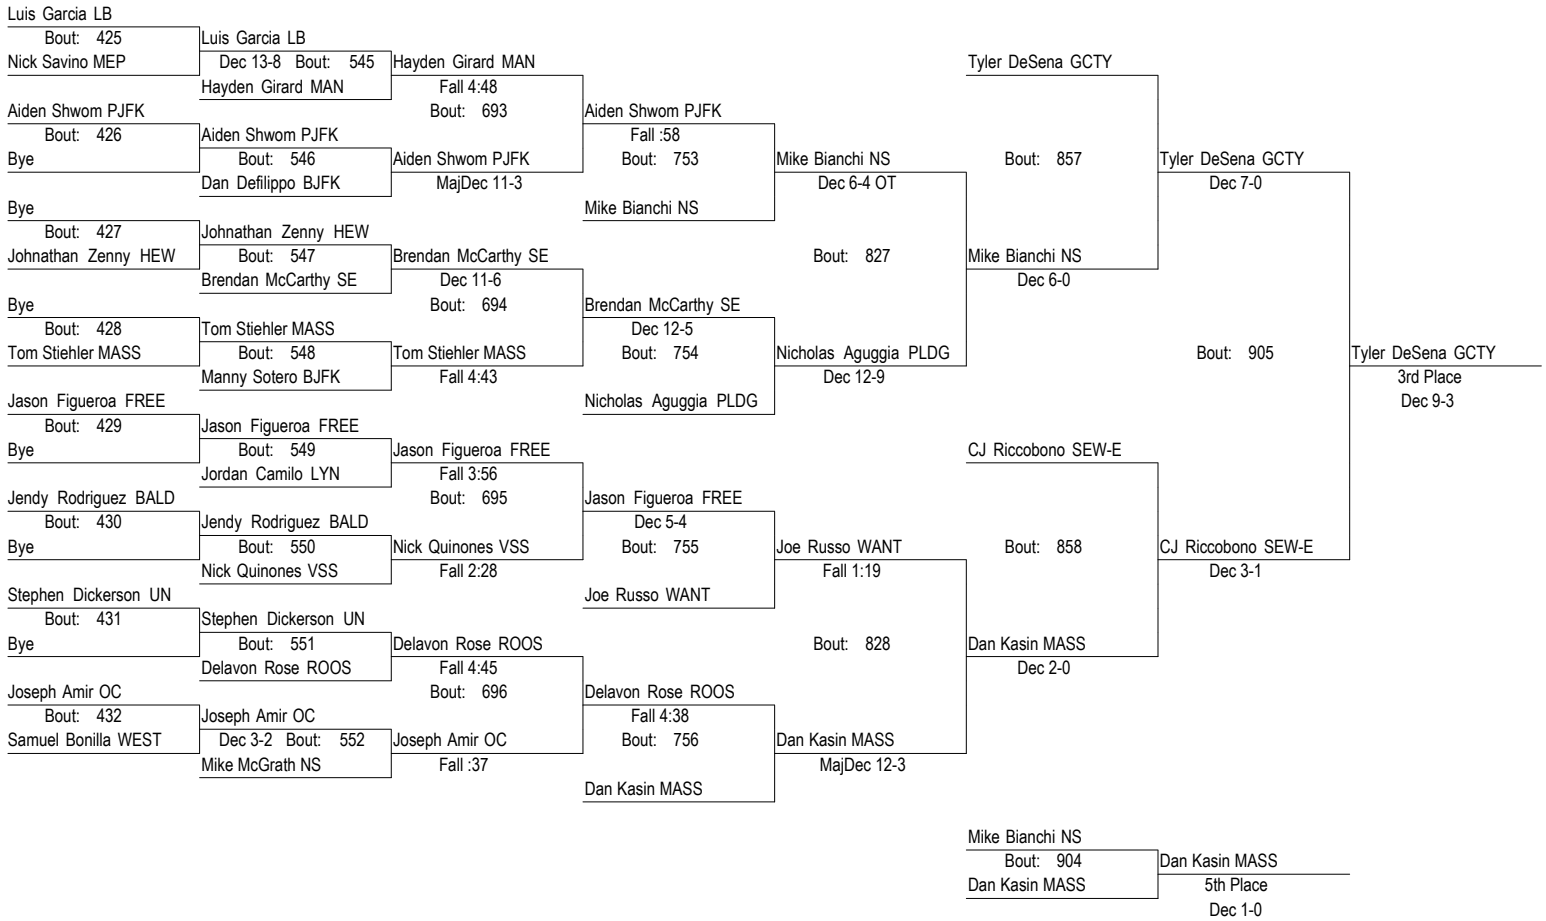 Luis Garcia LB
Bout: 425
Nick Savino MEP
Aiden Shwom PJFK
Bout: 426
Bye
Bye
Bout: 427
Johnathan Zenny HEW
Bye
Bout: 428
Tom Stiehler MASS
Jason Figueroa FREE
Bout: 429
Bye
Jendy Rodriguez BALD
Bout: 430
Bye
Stephen Dickerson UN
Bout: 431
Bye
Joseph Amir OC
Bout: 432
Samuel Bonilla WEST
Luis Garcia LB
Dec 13-8 Bout: 545
Hayden Girard MAN
Aiden Shwom PJFK
Bout: 546
Dan Defilippo BJFK
Johnathan Zenny HEW
Bout: 547
Brendan McCarthy SE
Tom Stiehler MASS
Bout: 548
Manny Sotero BJFK
Jason Figueroa FREE
Bout: 549
Jordan Camilo LYN
Jendy Rodriguez BALD
Bout: 550
Nick Quinones VSS
Stephen Dickerson UN
Bout: 551
Delavon Rose ROOS
Joseph Amir OC
Dec 3-2 Bout: 552
Mike McGrath NS
Hayden Girard MAN
Fall 4:48
Bout: 693
Aiden Shwom PJFK
MajDec 11-3
Brendan McCarthy SE
Dec 11-6
Bout: 694
Tom Stiehler MASS
Fall 4:43
Jason Figueroa FREE
Fall 3:56
Bout: 695
Nick Quinones VSS
Fall 2:28
Delavon Rose ROOS
Fall 4:45
Bout: 696
Joseph Amir OC
Fall :37
Aiden Shwom PJFK
Fall :58
Bout: 753
Mike Bianchi NS
Brendan McCarthy SE
Dec 12-5
Bout: 754
Nicholas Aguggia PLDG
Jason Figueroa FREE
Dec 5-4
Bout: 755
Joe Russo WANT
Delavon Rose ROOS
Fall 4:38
Bout: 756
Dan Kasin MASS
Mike Bianchi NS
Dec 6-4 OT
Bout: 827
Nicholas Aguggia PLDG
Dec 12-9
Joe Russo WANT
Fall 1:19
Bout: 828
Dan Kasin MASS
MajDec 12-3
Tyler DeSena GCTY
Bout: 857
Mike Bianchi NS
Dec 6-0
CJ Riccobono SEW-E
Bout: 858
Dan Kasin MASS
Dec 2-0
Tyler DeSena GCTY
Dec 7-0
Bout: 905
CJ Riccobono SEW-E
Dec 3-1
Tyler DeSena GCTY
3rd Place
Dec 9-3
Mike Bianchi NS
Bout: 904
Dan Kasin MASS
Dan Kasin MASS
5th Place
Dec 1-0